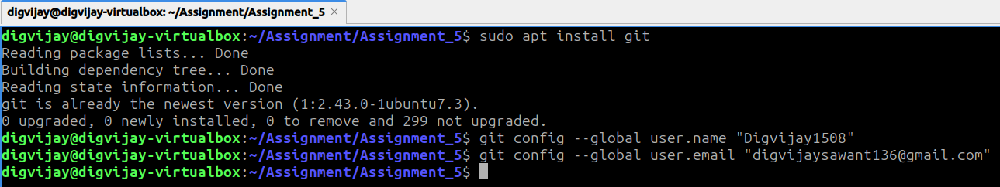 digvijay@digvijay-virtualbox: ~/Assignment/Assignment_5 ×
digvijay@digvijay-virtualbox:~/Assignment/Assignment_5$ sudo apt install git
Reading package lists... Done
Building dependency tree... Done
Reading state information... Done
git is already the newest version (1:2.43.0-1ubuntu7.3).
0 upgraded, 0 newly installed, 0 to remove and 299 not upgraded.
digvijay@digvijay-virtualbox:~/Assignment/Assignment_5$ git config --global user.name "Digvijay1508"
digvijay@digvijay-virtualbox:~/Assignment/Assignment_5$ git config --global user.email "digvijaysawant136@gmail.com"
digvijay@digvijay-virtualbox:~/Assignment/Assignment_5$